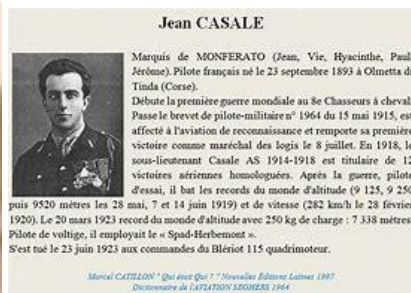 Jean CASALE
Marquis de MONFERATO (Jean, Vie, Hyacinthe, Paul
Jérôme). Pilote français né le 23 septembre 1893 à Olmetta d
Tinda (Corse).
Débute la première guerre mondiale au 8e Chasseurs à cheval
Passe le brevet de pilote-militaire n° 1964 du 15 mai 1915, est
affecté à l'aviation de reconnaissance et remporte sa première
victoire comme maréchal des logis le 8 juillet. En 1918, le
sous-lieutenant Casale AS 1914-1918 est titulaire de 12
victoires aériennes homologuées. Après la guerre, pilote
d'essai, il bat les records du monde d'altitude (9 125, 9 250
puis 9520 mètres les 28 mai, 7 et 14 juin 1919) et de vitesse (282 km/h le 28 févrie
1920). Le 20 mars 1923 record du monde d'altitude avec 250 kg de charge : 7 338 mètres
Pilote de voltige, il employait le « Spad-Herbemont ».
S'est tué le 23 juin 1923 aux commandes du Blériot 115 quadrimoteur.
Marcel CATILLON " Qui était Qui ? " Nouvelles Editions Latines 1997
Dictionnaire de l'AVIATION SEGHERS 1964